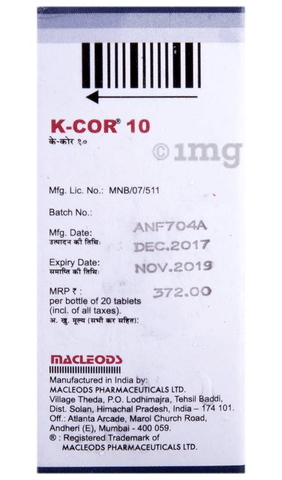 K-COR® 10
के-कोर १०
©1mg
Mfg. Lic. No.: MNB/07/511
Batch No.: ANF704A
Mfg. Date: DEC.2017
उत्पादन की तिथि:
Expiry Date: NOV.2019
समाप्ति की तिथि:
MRP ₹ : 372.00
per bottle of 20 tablets
(incl. of all taxes).
अ. खु. मूल्य (सभी कर सहित):
MACLEODS
Manufactured in India by:
MACLEODS PHARMACEUTICALS LTD.
Village Theda, P.O. Lodhimajra, Tehsil Baddi,
Dist. Solan, Himachal Pradesh, India – 174 101.
Off.: Atlanta Arcade, Marol Church Road,
Andheri (E), Mumbai - 400 059.
® : Registered Trademark of
MACLEODS PHARMACEUTICALS LTD.